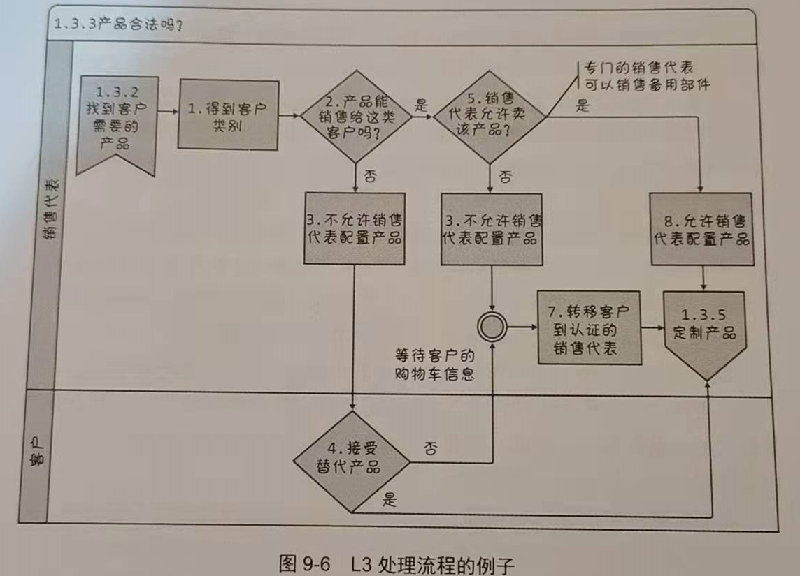 1.3.3产品合法吗?
销售代表
1.3.2
找到客户
需要的
产品
1.得到客户
类别
2.产品能
销售给这类
客户吗?
是
5.销售
代表允许卖
该产品?
专门的销售代表
可以销售备用部件
是
否
否
3.不允许销售
代表配置产品
3.不允许销售
代表配置产品
8.允许销售
代表配置产品
7.转移客户
到认证的
销售代表
1.3.5
定制产品
等待客户的
购物车信息
客户
4.接受
替代产品
否
是
图 9-6 L3 处理流程的例子